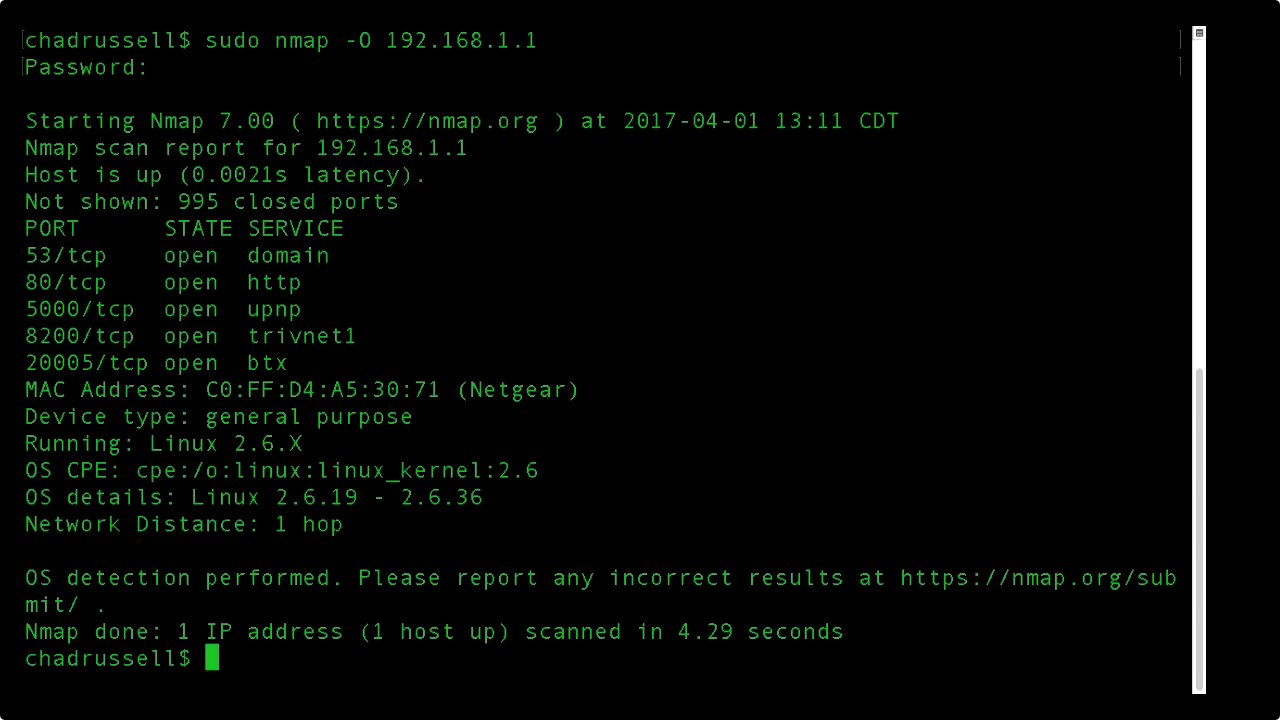 chadrussell$ sudo nmap -O 192.168.1.1
Password:
Starting Nmap 7.00 ( https://nmap.org ) at 2017-04-01 13:11 CDT
Nmap scan report for 192.168.1.1
Host is up (0.0021s latency).
Not shown: 995 closed ports
PORT      STATE SERVICE
53/tcp    open  domain
80/tcp    open  http
5000/tcp  open  upnp
8200/tcp  open  trivnet1
20005/tcp open  btx
MAC Address: C0:FF:D4:A5:30:71 (Netgear)
Device type: general purpose
Running: Linux 2.6.X
OS CPE: cpe:/o:linux:linux_kernel:2.6
OS details: Linux 2.6.19 - 2.6.36
Network Distance: 1 hop
OS detection performed. Please report any incorrect results at https://nmap.org/sub
mit/ .
Nmap done: 1 IP address (1 host up) scanned in 4.29 seconds
chadrussell$